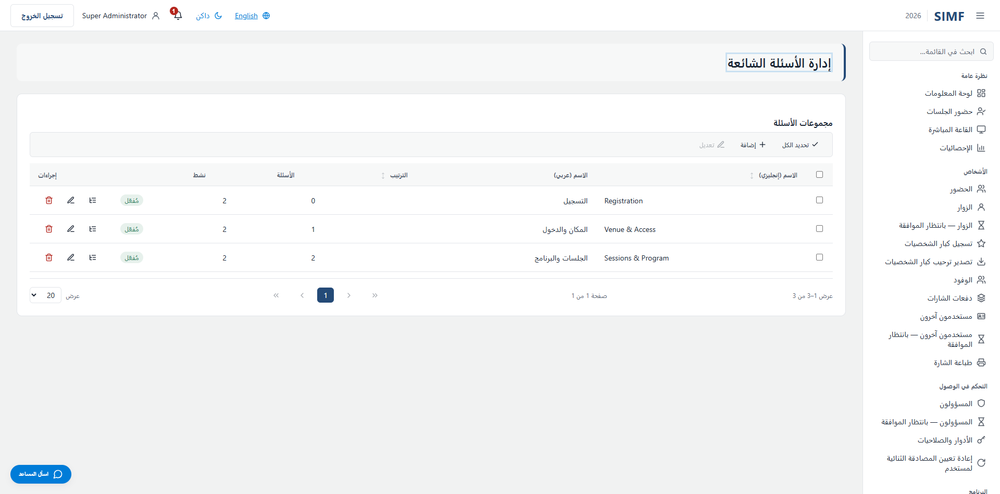 SIMF
2026
English
داكن
1
Super Administrator
تسجيل الخروج
ابحث في القائمة...
نظرة عامة
لوحة المعلومات
حضور الجلسات
القاعة المباشرة
الإحصائيات
الأشخاص
الحضور
الزوار
الزوار — بانتظار الموافقة
تسجيل كبار الشخصيات
تصدير ترحيب كبار الشخصيات
الوفود
دفعات الشارات
مستخدمون آخرون
مستخدمون آخرون — بانتظار
الموافقة
طباعة الشارة
التحكم في الوصول
المسؤولون
المسؤولون — بانتظار الموافقة
الأدوار والصلاحيات
إعادة تعيين المصادقة الثنائية
لمستخدم
البرنامج
إدارة الأسئلة الشائعة
مجموعات الأسئلة
تحديد الكل
إضافة
تعديل
الاسم (إنجليزي) الاسم (عربي) الترتيب الأسئلة نشط إجراءات
Registration التسجيل 0 2 مُفعّل
Venue & Access المكان والدخول 1 2 مُفعّل
Sessions & Program الجلسات والبرنامج 2 2 مُفعّل
عرض 1–3 من 3
صفحة 1 من 1
« ‹ 1 › »
عرض 20
اسأل المساعد